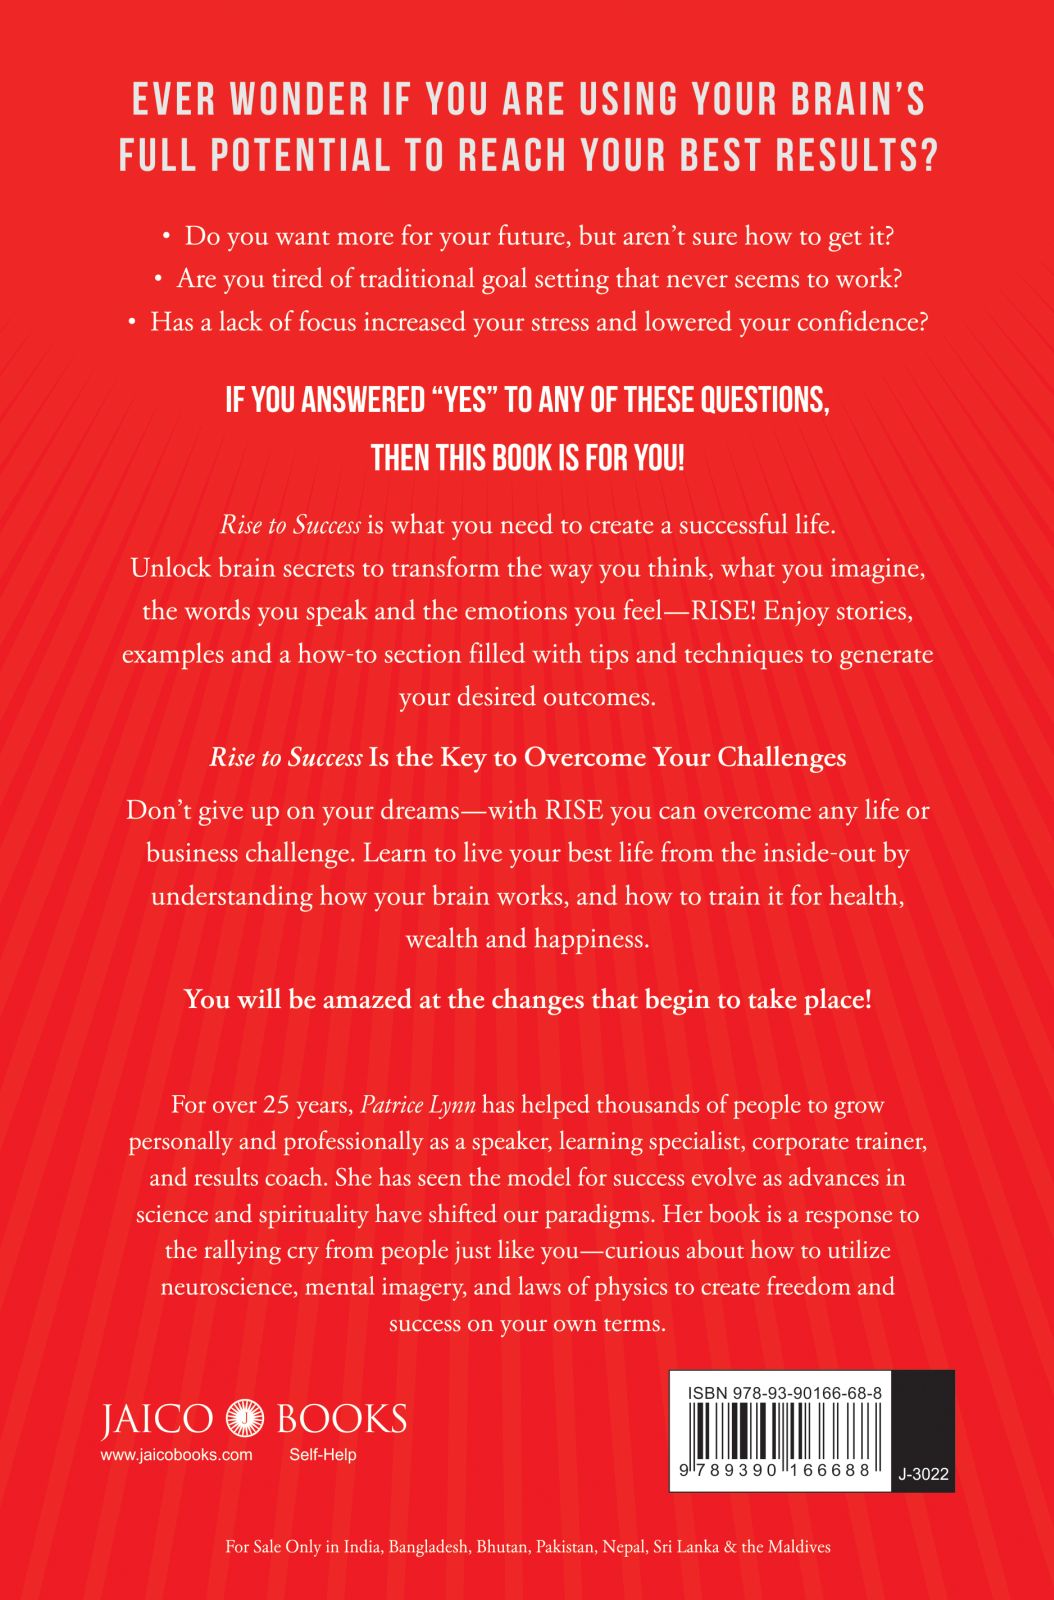 EVER WONDER IF YOU ARE USING YOUR BRAIN’S
FULL POTENTIAL TO REACH YOUR BEST RESULTS?
• Do you want more for your future, but aren’t sure how to get it?
• Are you tired of traditional goal setting that never seems to work?
• Has a lack of focus increased your stress and lowered your confidence?
IF YOU ANSWERED “YES” TO ANY OF THESE QUESTIONS,
THEN THIS BOOK IS FOR YOU!
Rise to Success is what you need to create a successful life.
Unlock brain secrets to transform the way you think, what you imagine,
the words you speak and the emotions you feel—RISE! Enjoy stories,
examples and a how-to section filled with tips and techniques to generate
your desired outcomes.
Rise to Success Is the Key to Overcome Your Challenges
Don’t give up on your dreams—with RISE you can overcome any life or
business challenge. Learn to live your best life from the inside-out by
understanding how your brain works, and how to train it for health,
wealth and happiness.
You will be amazed at the changes that begin to take place!
For over 25 years, Patrice Lynn has helped thousands of people to grow
personally and professionally as a speaker, learning specialist, corporate trainer,
and results coach. She has seen the model for success evolve as advances in
science and spirituality have shifted our paradigms. Her book is a response to
the rallying cry from people just like you—curious about how to utilize
neuroscience, mental imagery, and laws of physics to create freedom and
success on your own terms.
JAICO J BOOKS
www.jaicobooks.com Self-Help
ISBN 978-93-90166-68-8
9 789390 166688
J-3022
For Sale Only in India, Bangladesh, Bhutan, Pakistan, Nepal, Sri Lanka & the Maldives